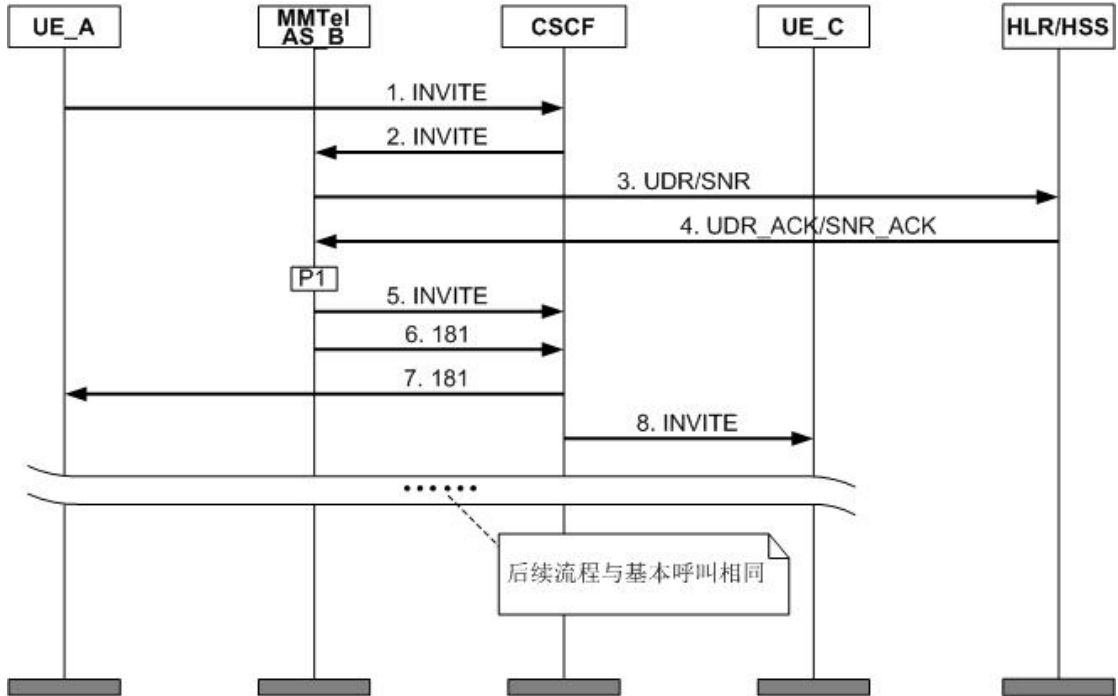 UE_A
MMTel
AS_B
CSCF
UE_C
HLR/HSS
1. INVITE
2. INVITE
3. UDR/SNR
4. UDR_ACK/SNR_ACK
P1
5. INVITE
6. 181
7. 181
8. INVITE
••••••
后续流程与基本呼叫相同